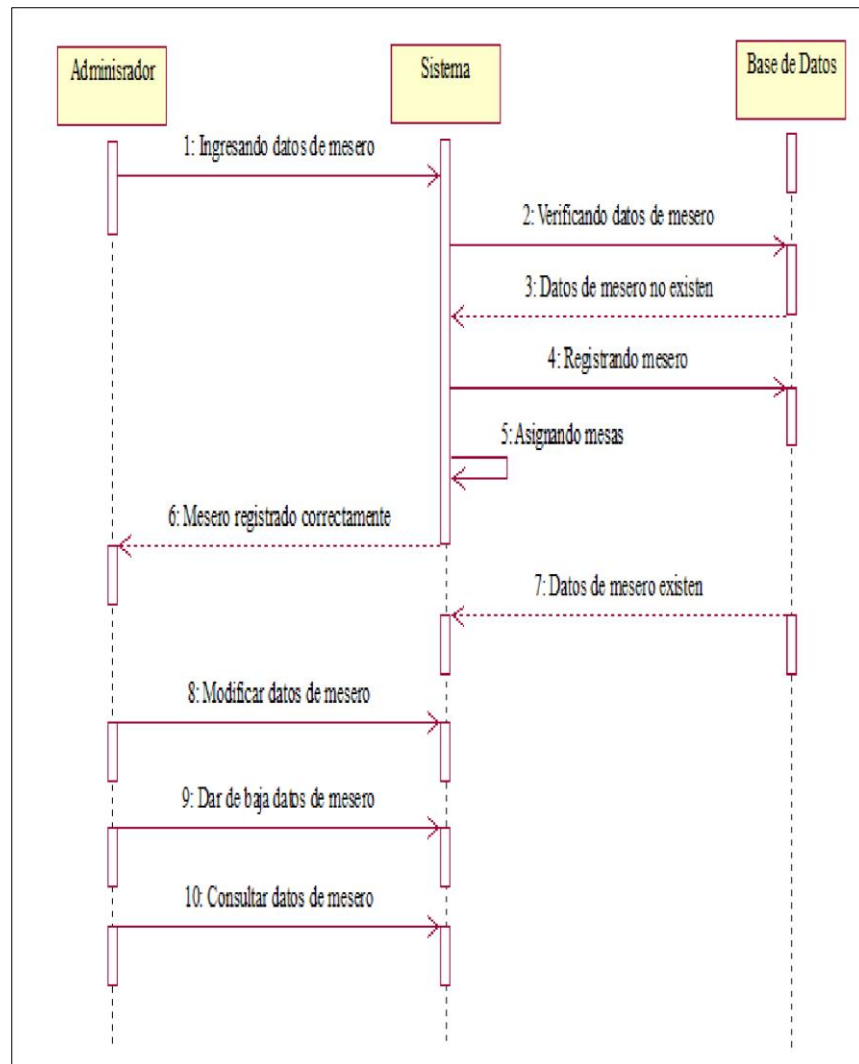 Adminisrador
Sistema
Base de Datos
1: Ingresando datos de mesero
2: Verificando datos de mesero
3: Datos de mesero no existen
4: Registrando mesero
5: Asignando mesas
6: Mesero registrado correctamente
7: Datos de mesero existen
8: Modificar datos de mesero
9: Dar de baja datos de mesero
10: Consultar datos de mesero